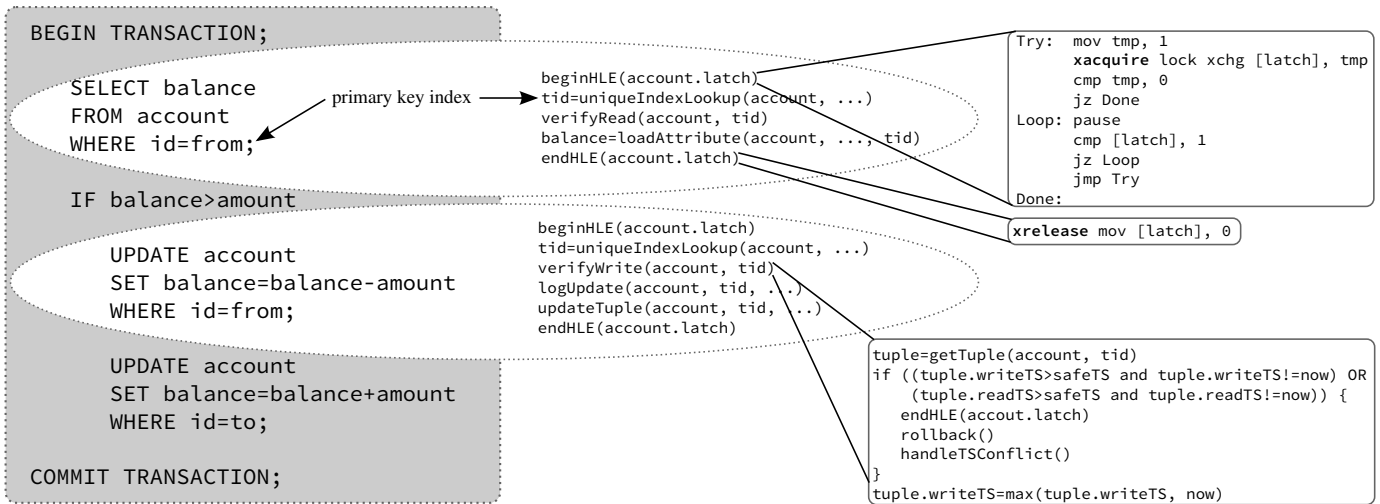 BEGIN TRANSACTION;
SELECT balance
FROM account
WHERE id=from;
primary key index
beginHLE(account.latch)
tid=uniqueIndexLookup(account, ...)
verifyRead(account, tid)
balance=loadAttribute(account, ..., tid)
endHLE(account.latch)
Try: mov tmp, 1
xacquire lock xchg [latch], tmp
cmp tmp, 0
jz Done
Loop: pause
cmp [latch], 1
jz Loop
jmp Try
Done:
xrelease mov [latch], 0
IF balance>amount
UPDATE account
SET balance=balance-amount
WHERE id=from;
beginHLE(account.latch)
tid=uniqueIndexLookup(account, ...)
verifyWrite(account, tid)
logUpdate(account, tid, ...)
updateTuple(account, tid, ...)
endHLE(account.latch)
tuple=getTuple(account, tid)
if ((tuple.writeTS>safeTS and tuple.writeTS!=now) OR
(tuple.readTS>safeTS and tuple.readTS!=now)) {
endHLE(accout.latch)
rollback()
handleTSConflict()
}
tuple.writeTS=max(tuple.writeTS, now)
UPDATE account
SET balance=balance+amount
WHERE id=to;
COMMIT TRANSACTION;